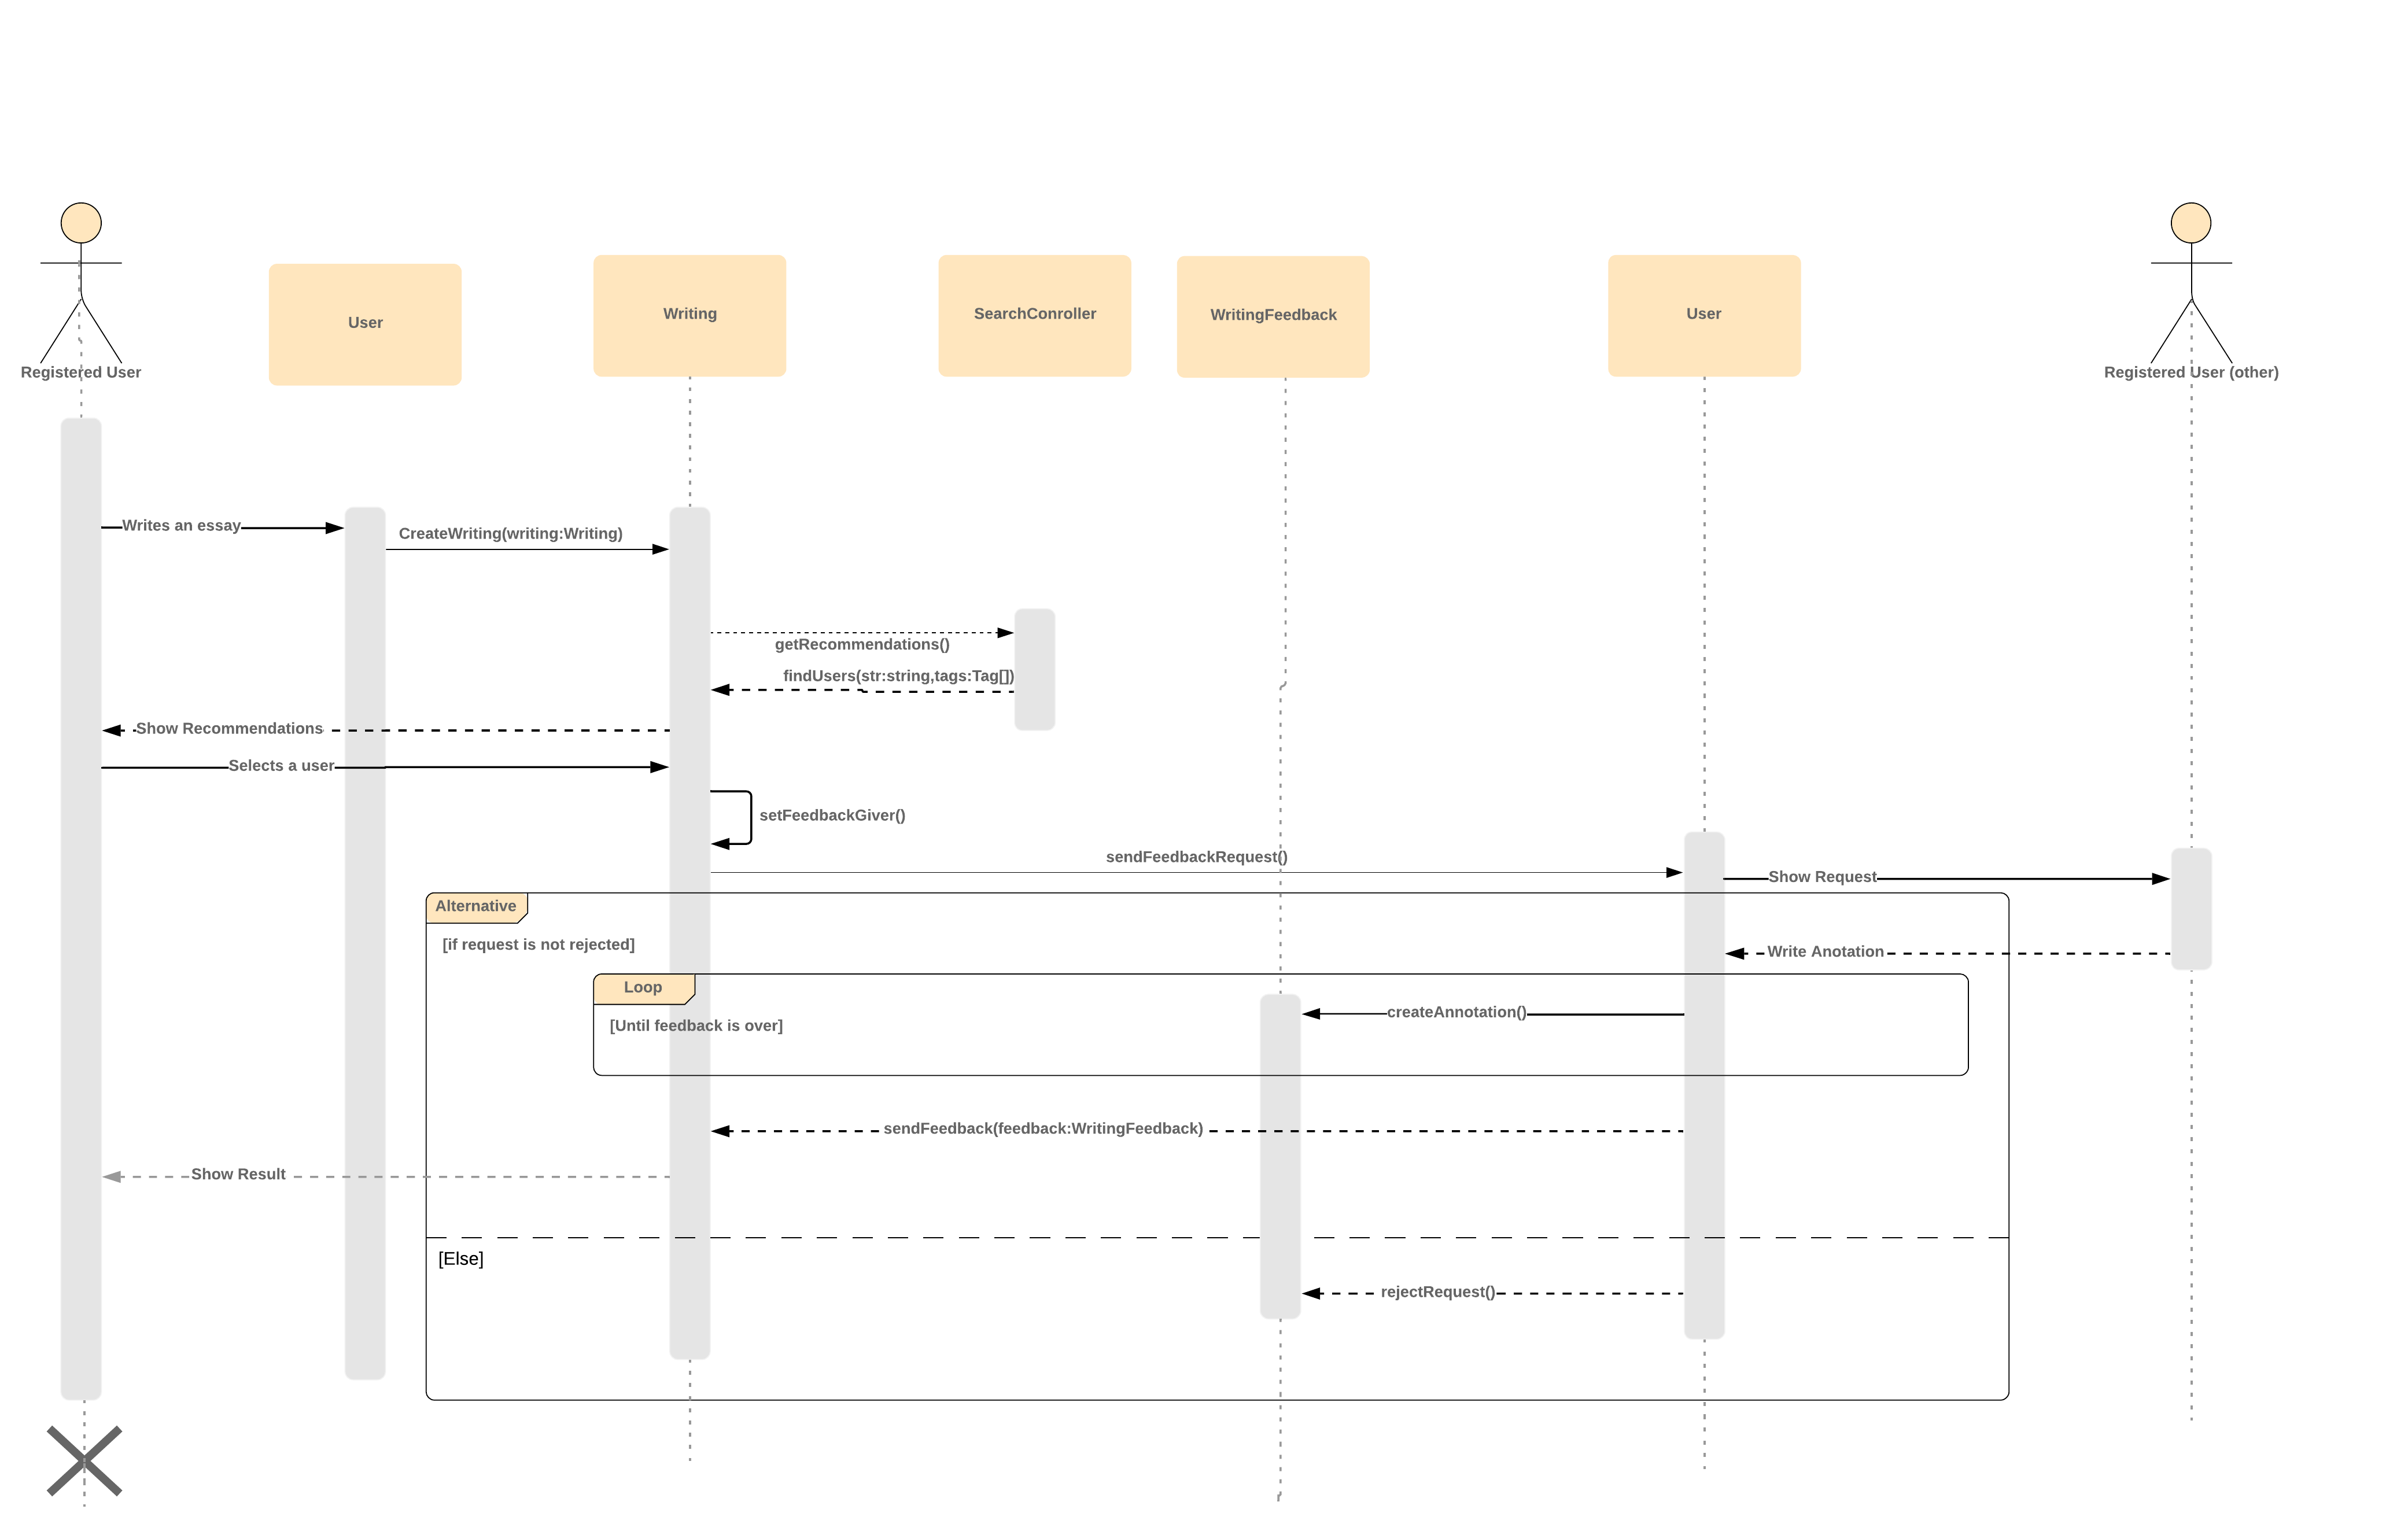 User
Writing
SearchConroller
WritingFeedback
User
Registered User
Registered User (other)
Writes an essay
CreateWriting(writing:Writing)
getRecommendations()
findUsers(str:string,tags:Tag[])
Show Recommendations
Selects a user
setFeedbackGiver()
sendFeedbackRequest()
Show Request
Alternative
[if request is not rejected]
Write Anotation
Loop
createAnnotation()
[Until feedback is over]
sendFeedback(feedback:WritingFeedback)
Show Result
[Else]
rejectRequest()